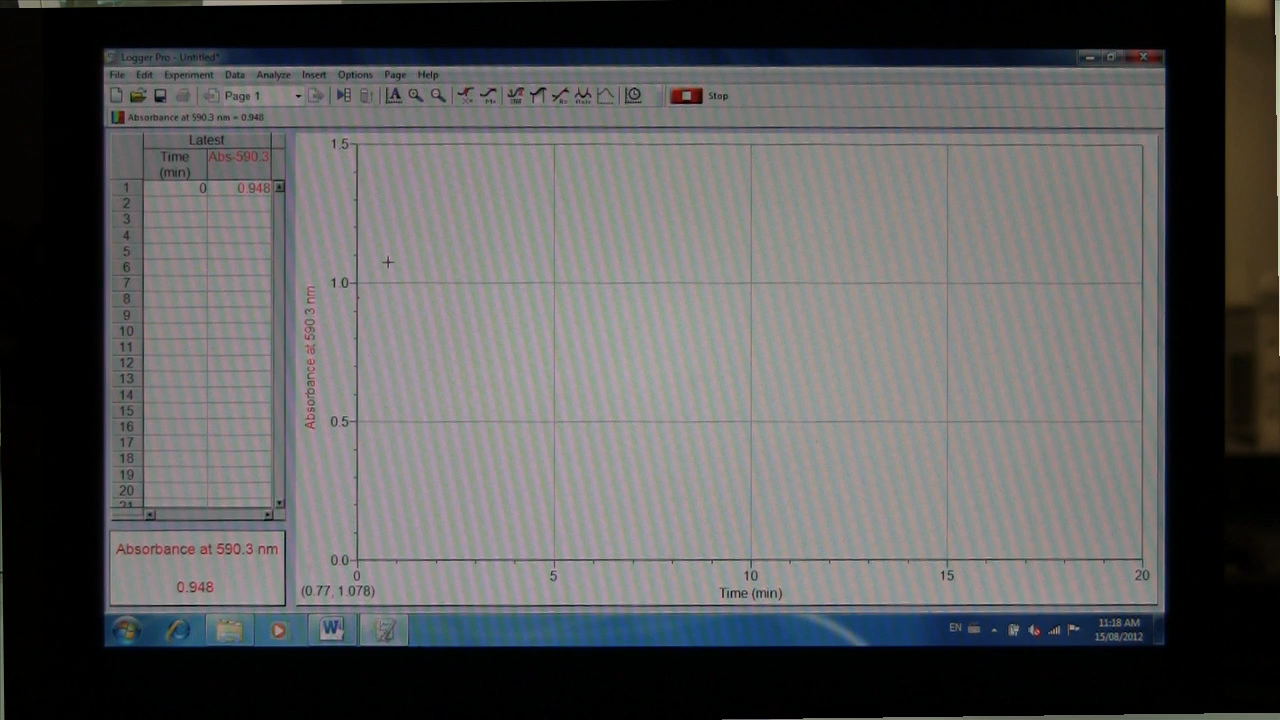 Logger Pro - Untitled*
File Edit Experiment Data Analyze Insert Options Page Help
Page 1
Stop
Absorbance at 590.3 nm = 0.948
Latest
Time (min) Abs-590.3
1 0 0.948
2
3
4
5
6
7
8
9
10
11
12
13
14
15
16
17
18
19
20
21
Absorbance at 590.3 nm
0.948
1.5
1.0
0.5
0.0
Absorbance at 590.3 nm
0 5 10 15 20
(0.77, 1.078)
Time (min)
EN
11:18 AM
15/08/2012